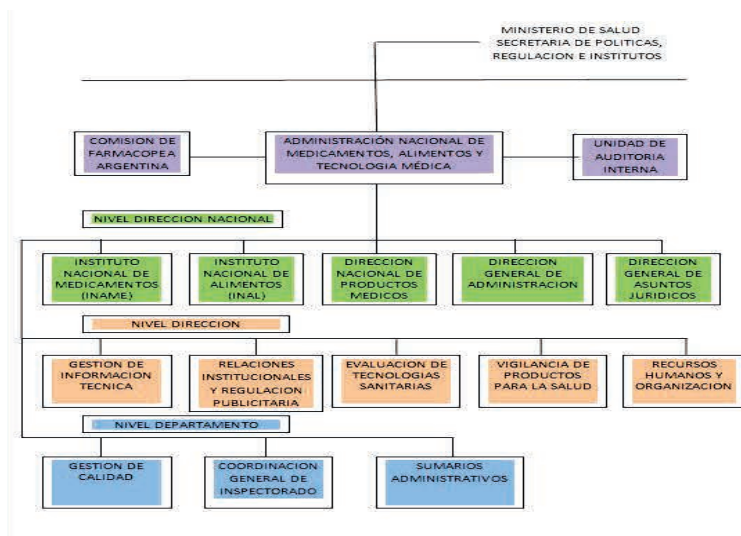 MINISTERIO DE SALUD
SECRETARIA DE POLITICAS,
REGULACION E INSTITUTOS
COMISION DE
FARMACOPEA
ARGENTINA
ADMINISTRACIÓN NACIONAL DE
MEDICAMENTOS, ALIMENTOS Y
TECNOLOGIA MÉDICA
UNIDAD DE
AUDITORIA
INTERNA
NIVEL DIRECCION NACIONAL
INSTITUTO
NACIONAL DE
MEDICAMENTOS
(INAME)
INSTITUTO
NACIONAL DE
ALIMENTOS
(INAL)
DIRECCION
NACIONAL DE
PRODUCTOS
MEDICOS
DIRECCION
GENERAL DE
ADMINISTRACION
DIRECCION
GENERAL DE
ASUNTOS
JURIDICOS
NIVEL DIRECCION
GESTION DE
INFORMACION
TECNICA
RELACIONES
INSTITUCIONALES
Y REGULACION
PUBLICITARIA
EVALUACION DE
TECNOLOGIAS
SANITARIAS
VIGILANCIA DE
PRODUCTOS
PARA LA SALUD
RECURSOS
HUMANOS Y
ORGANIZACION
NIVEL DEPARTAMENTO
GESTION DE
CALIDAD
COORDINACION
GENERAL DE
INSPECTORADO
SUMARIOS
ADMINISTRATIVOS